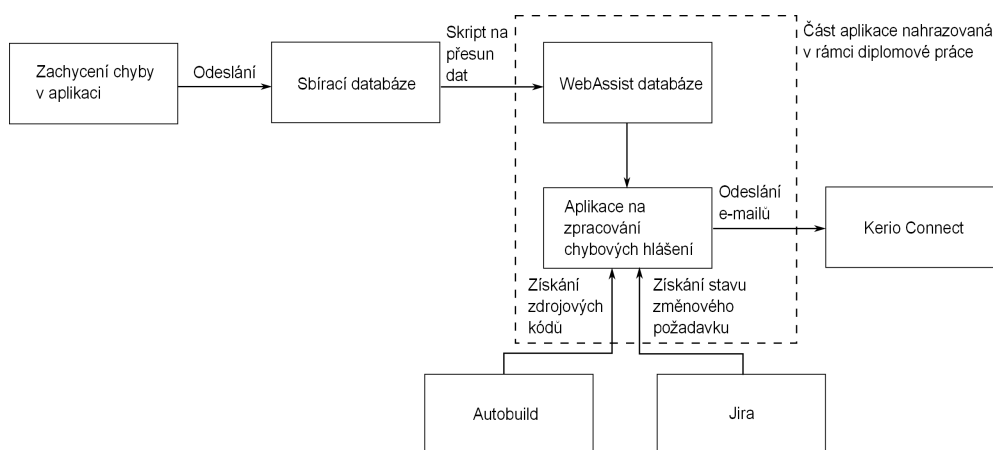 Zachycení chyby
v aplikaci
Odeslání
Sbírací databáze
Skript na
přesun
dat
WebAssist databáze
Část aplikace nahrazovaná
v rámci diplomové práce
Aplikace na
zpracování
chybových hlášení
Odeslání
e-mailů
Kerio Connect
Získání
zdrojových
kódů
Získání stavu
změnového
požadavku
Autobuild
Jira